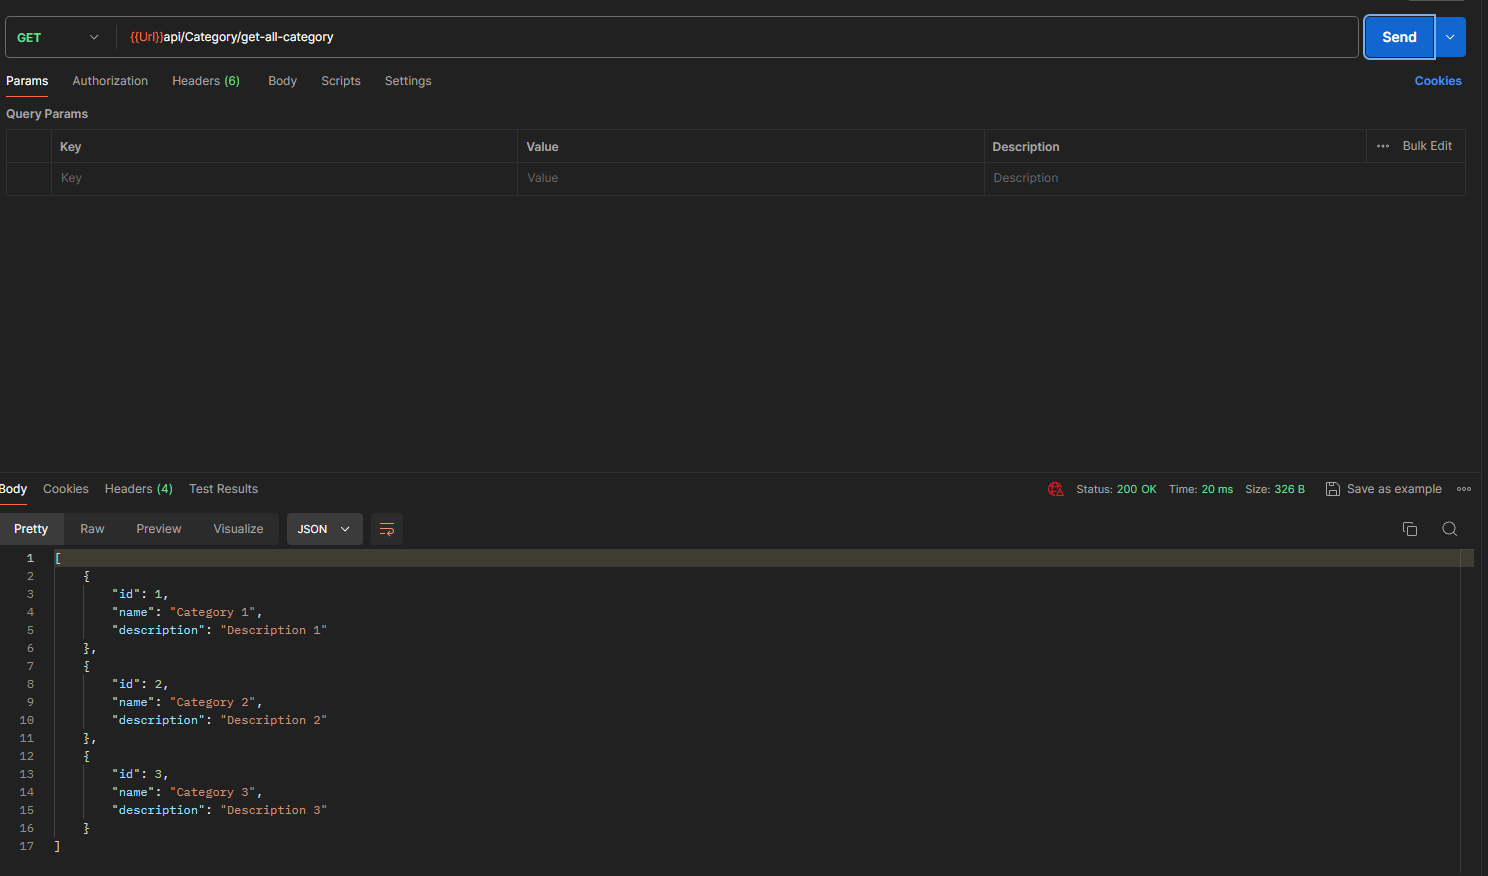 GET {{Url}}api/Category/get-all-category Send
Params Authorization Headers (6) Body Scripts Settings Cookies
Query Params
Key Value Description ••• Bulk Edit
Key Value Description
Body Cookies Headers (4) Test Results Status: 200 OK Time: 20 ms Size: 326 B Save as example
Pretty Raw Preview Visualize JSON
1 [
2 {
3 "id": 1,
4 "name": "Category 1",
5 "description": "Description 1"
6 },
7 {
8 "id": 2,
9 "name": "Category 2",
10 "description": "Description 2"
11 },
12 {
13 "id": 3,
14 "name": "Category 3",
15 "description": "Description 3"
16 }
17 ]